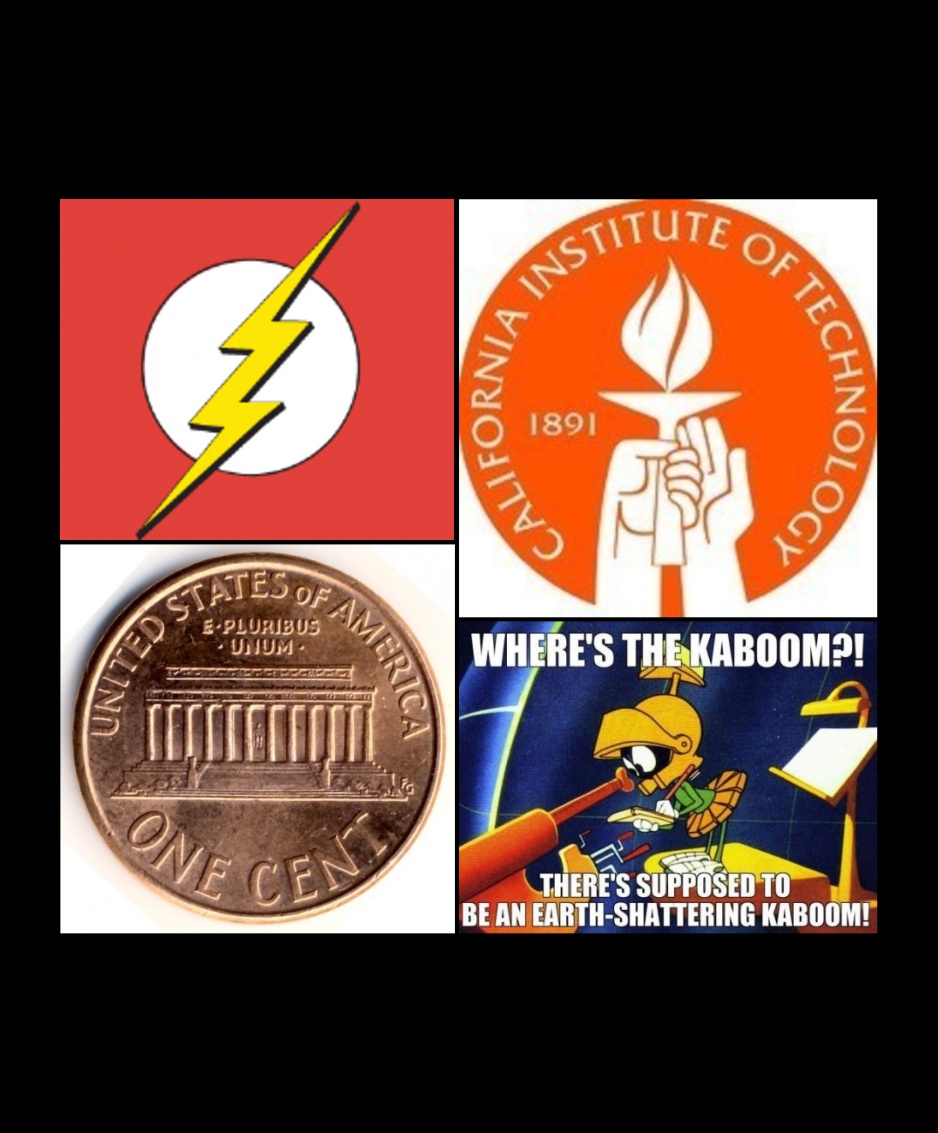 CALIFORNIA INSTITUTE OF TECHNOLOGY
1891
UNITED STATES OF AMERICA
E·PLURIBUS
·UNUM·
ONE CENT
FG
WHERE'S THE KABOOM?!
THERE'S SUPPOSED TO
BE AN EARTH-SHATTERING KABOOM!